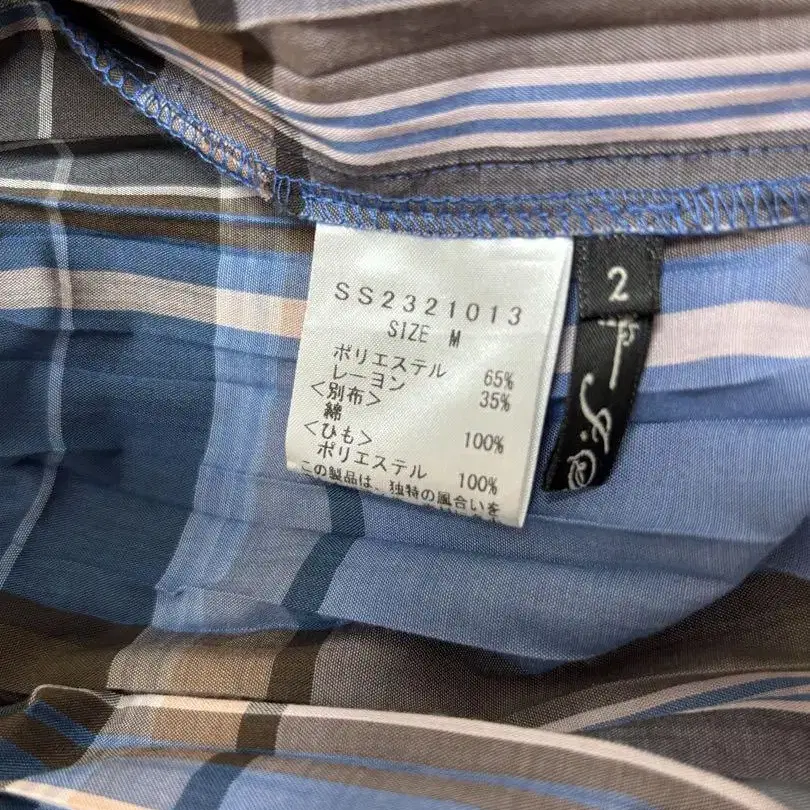 SS2321013
SIZE M
ポリエステル 65%
レーヨン 35%
<別布>
綿 100%
<ひも>
ポリエステル 100%
この製品は、独特の風合いを
2